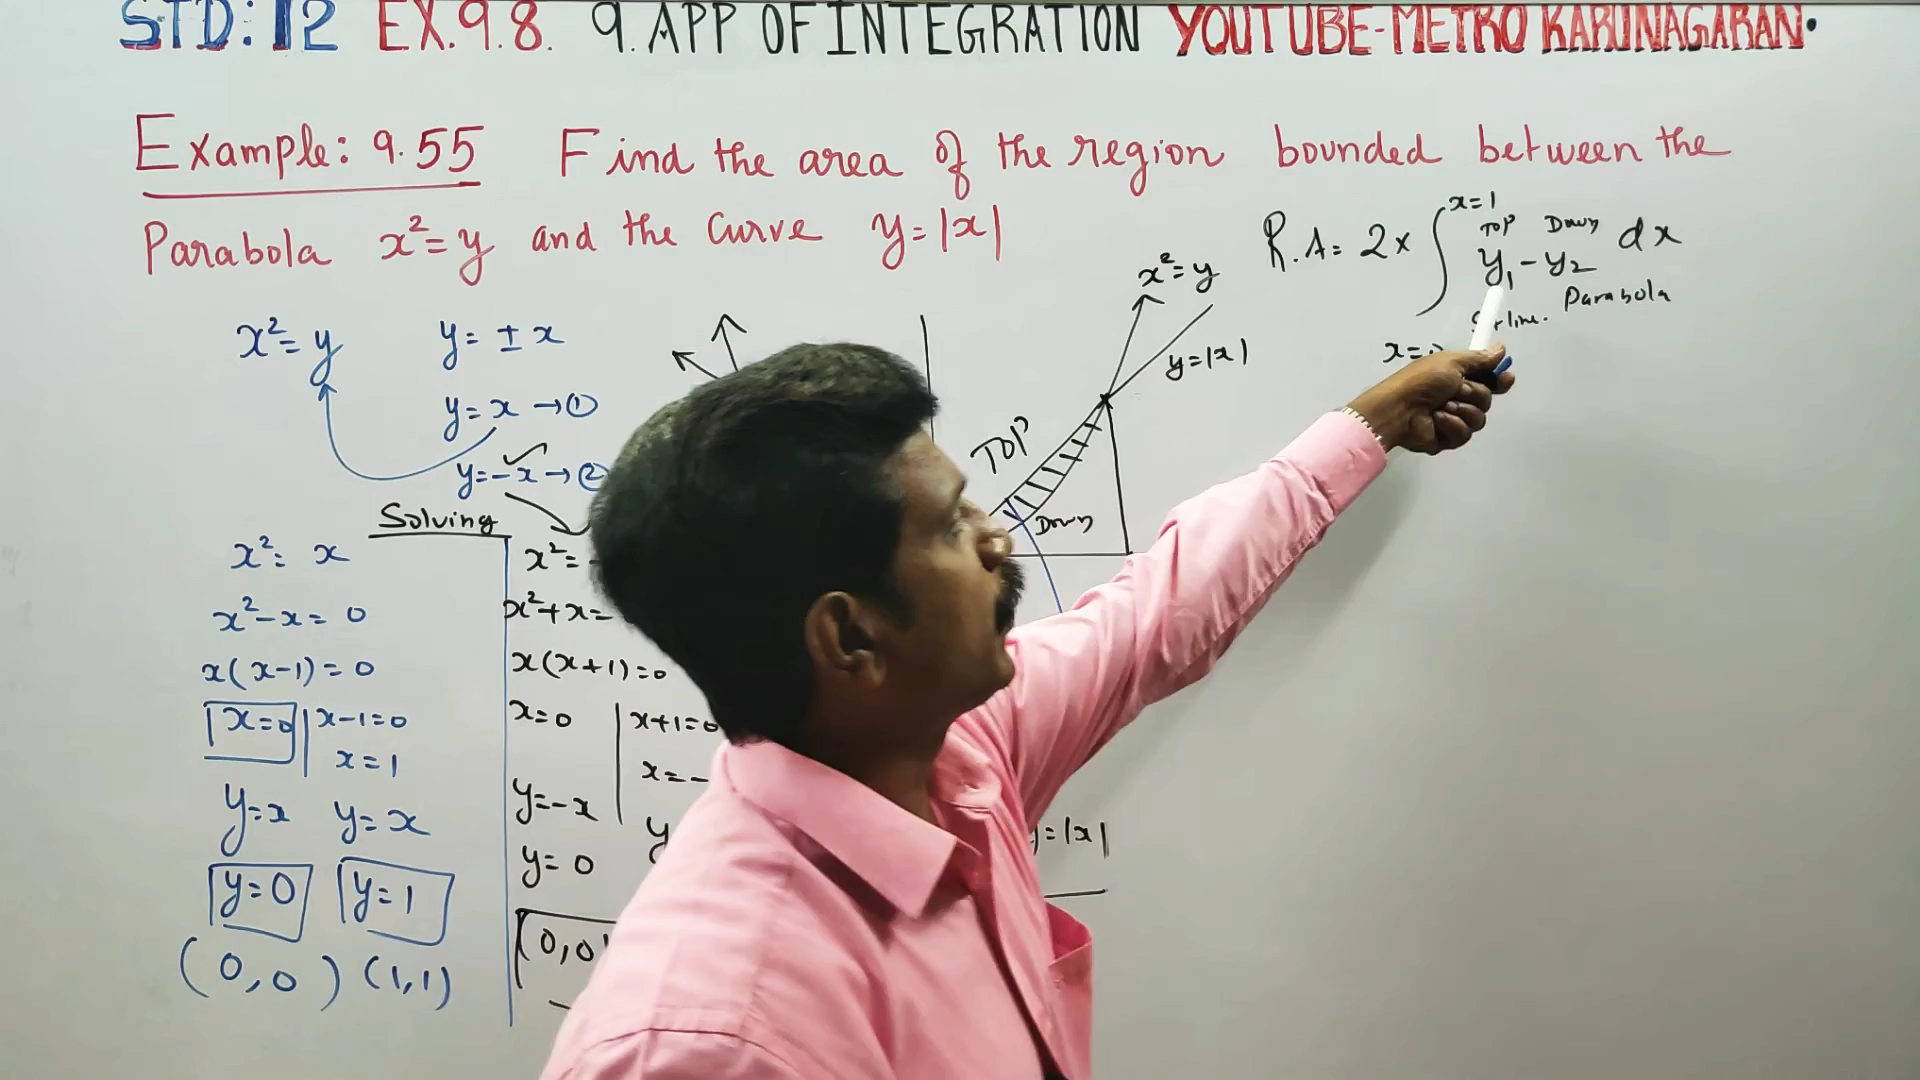 STD: 12 EX.9.8. 9. APP OF INTEGRATION YOUTUBE-METRO KARUNAGARAN.
Example: 9.55 Find the area of the region bounded between the
Parabola x²=y and the curve y=|x|
x²=y
y=±x
y=x→①
y=-x→②
Solving
x²=x
x²-x=0
x(x-1)=0
x=0 x-1=0
x=1
y=x y=x
y=0 y=1
(0,0) (1,1)
x²=
x²+x=
x(x+1)=0
x=0 x+1=0
x=-
y=-x y
y=0
(0,0
x²=y
y=|x|
TOP
Down
=|x|
R.A=2× ∫ x=1
TOP Down
y₁-y₂ dx
line. Parabola
x=